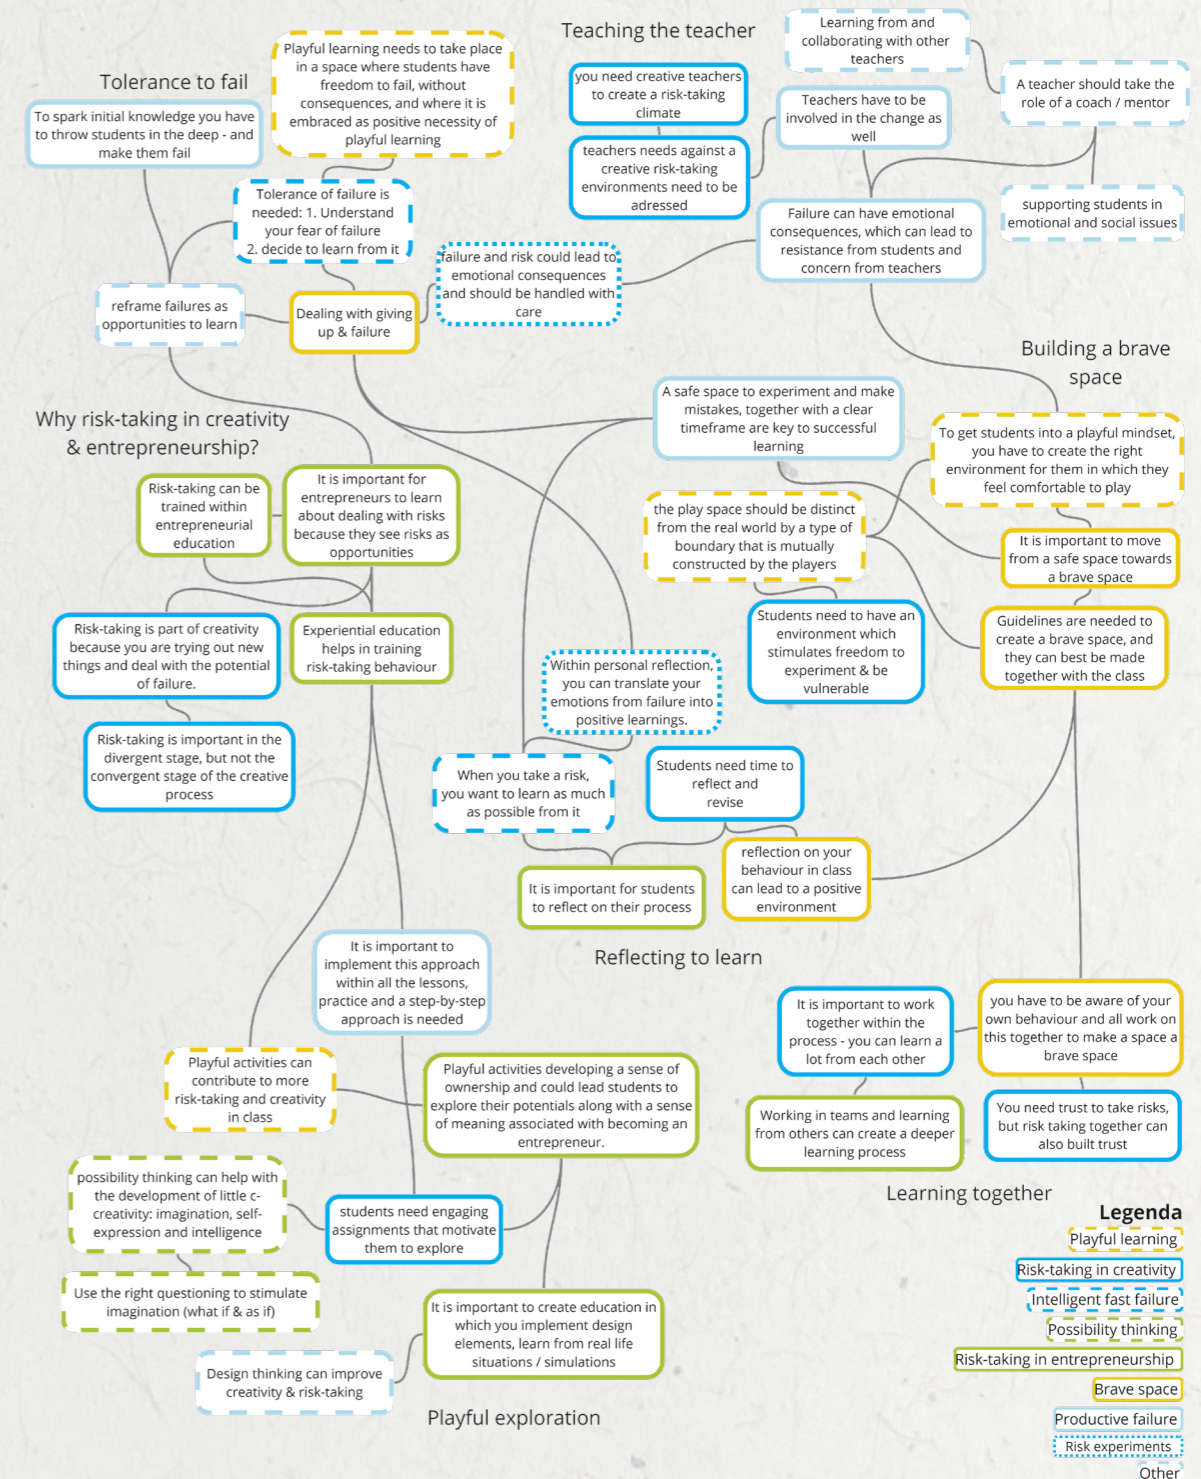 Teaching the teacher
Learning from and
collaborating with other
teachers
A teacher should take the
role of a coach / mentor
you need creative teachers
to create a risk-taking
climate
Teachers have to be
involved in the change as
well
teachers needs against a
creative risk-taking
environments need to be
adressed
supporting students in
emotional and social issues
Failure can have emotional
consequences, which can lead to
resistance from students and
concern from teachers
Tolerance to fail
Playful learning needs to take place
in a space where students have
freedom to fail, without
consequences, and where it is
embraced as positive necessity of
playful learning
To spark initial knowledge you have
to throw students in the deep - and
make them fail
Tolerance of failure is
needed: 1. Understand
your fear of failure
2. decide to learn from it
failure and risk could lead to
emotional consequences
and should be handled with
care
reframe failures as
opportunities to learn
Dealing with giving
up & failure
Building a brave
space
A safe space to experiment and make
mistakes, together with a clear
timeframe are key to successful
learning
To get students into a playful mindset,
you have to create the right
environment for them in which they
feel comfortable to play
the play space should be distinct
from the real world by a type of
boundary that is mutually
constructed by the players
It is important to move
from a safe space towards
a brave space
Students need to have an
environment which
stimulates freedom to
experiment & be
vulnerable
Guidelines are needed to
create a brave space, and
they can best be made
together with the class
Why risk-taking in creativity
& entrepreneurship?
Risk-taking can be
trained within
entrepreneurial
education
It is important for
entrepreneurs to learn
about dealing with risks
because they see risks as
opportunities
Risk-taking is part of creativity
because you are trying out new
things and deal with the potential
of failure.
Experiential education
helps in training
risk-taking behaviour
Risk-taking is important in the
divergent stage, but not the
convergent stage of the creative
process
Within personal reflection,
you can translate your
emotions from failure into
positive learnings.
When you take a risk,
you want to learn as much
as possible from it
Students need time to
reflect and
revise
It is important for students
to reflect on their process
reflection on your
behaviour in class
can lead to a positive
environment
Reflecting to learn
It is important to
implement this approach
within all the lessons,
practice and a step-by-step
approach is needed
Playful activities can
contribute to more
risk-taking and creativity
in class
Playful activities developing a sense of
ownership and could lead students to
explore their potentials along with a sense
of meaning associated with becoming an
entrepreneur.
possibility thinking can help with
the development of little c-
creativity: imagination, self-
expression and intelligence
students need engaging
assignments that motivate
them to explore
Use the right questioning to stimulate
imagination (what if & as if)
It is important to create education in
which you implement design
elements, learn from real life
situations / simulations
Design thinking can improve
creativity & risk-taking
Playful exploration
It is important to work
together within the
process - you can learn a
lot from each other
you have to be aware of your
own behaviour and all work on
this together to make a space a
brave space
Working in teams and learning
from others can create a deeper
learning process
You need trust to take risks,
but risk taking together can
also built trust
Learning together
Legenda
Playful learning
Risk-taking in creativity
Intelligent fast failure
Possibility thinking
Risk-taking in entrepreneurship
Brave space
Productive failure
Risk experiments
Other